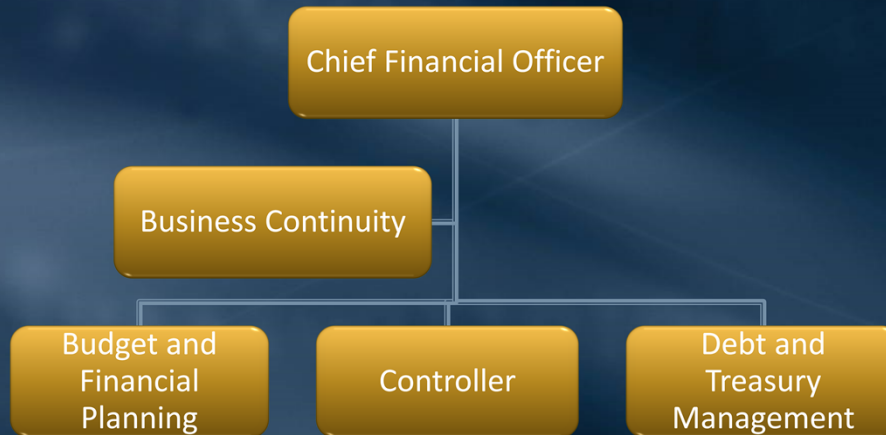 Chief Financial Officer
Business Continuity
Budget and
Financial
Planning
Controller
Debt and
Treasury
Management